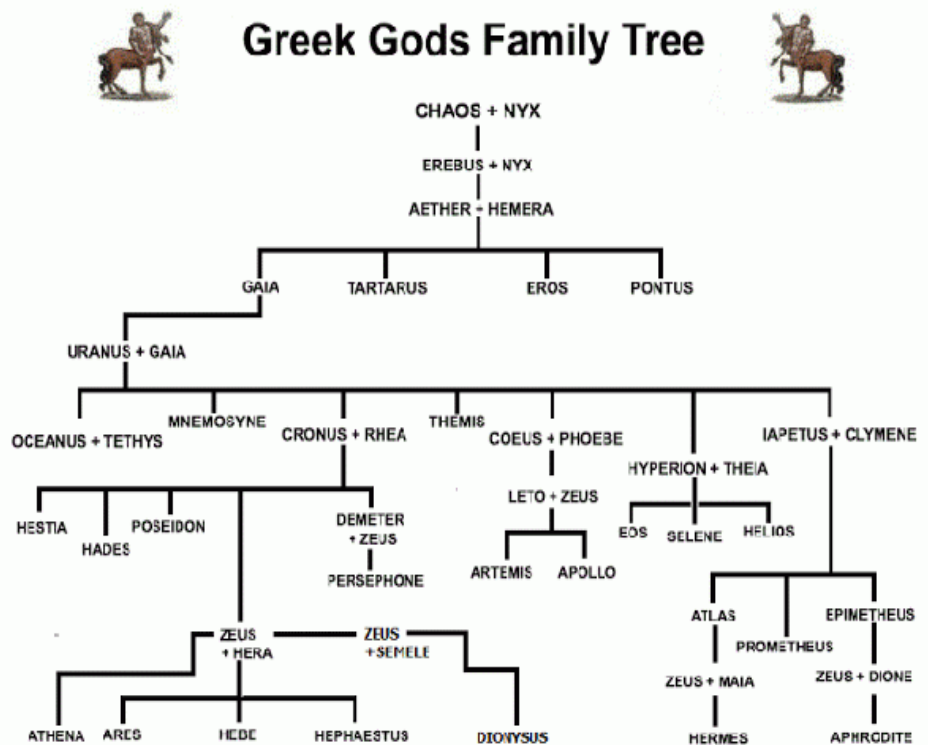 Greek Gods Family Tree
CHAOS + NYX
EREBUS + NYX
AETHER + HEMERA
GAIA
TARTARUS
EROS
PONTUS
URANUS + GAIA
OCEANUS + TETHYS
MNEMOSYNE
CRONUS + RHEA
THEMIS
COEUS + PHOEBE
HYPERION + THEIA
IAPETUS + CLYMENE
HESTIA
HADES
POSEIDON
DEMETER
+ ZEUS
PERSEPHONE
LETO + ZEUS
ARTEMIS
APOLLO
EOS
SELENE
HELIOS
ATLAS
PROMETHEUS
EPIMETHEUS
ZEUS
+ HERA
ZEUS
+SEMELE
ZEUS + MAIA
ZEUS + DIONE
ATHENA
ARES
HEBE
HEPHAESTUS
DIONYSUS
HERMES
APHRODITE